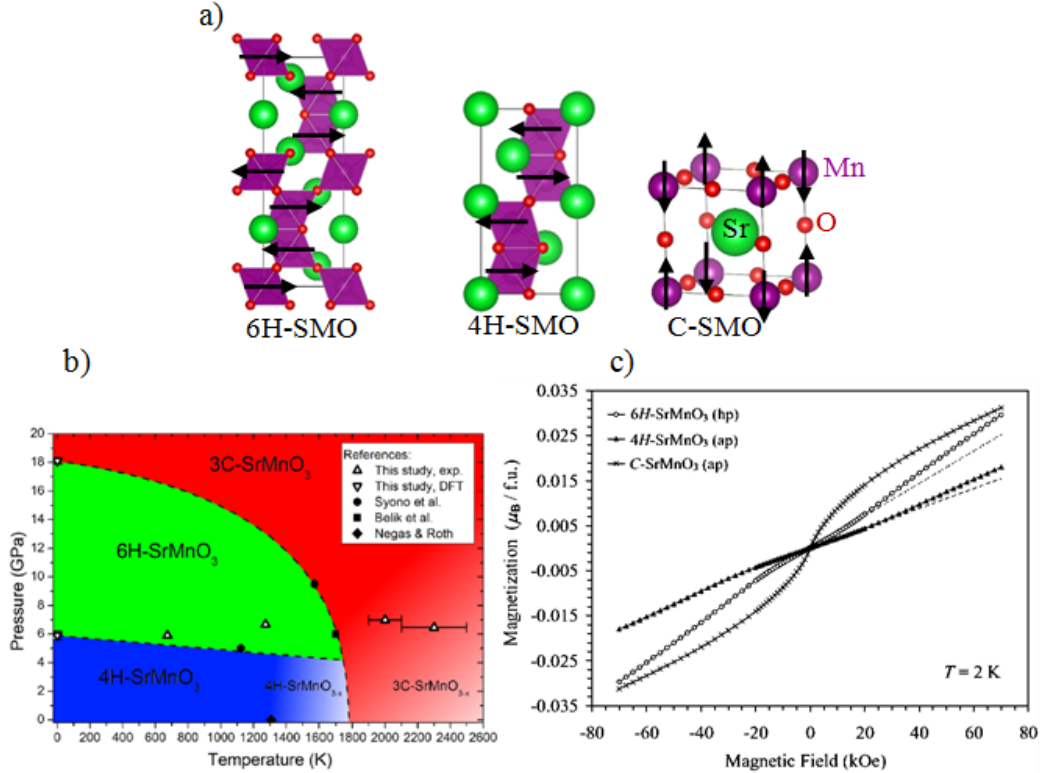 a)
Mn
O
Sr
6H-SMO
4H-SMO
C-SMO
b)
20
18
16
14
12
10
8
6
4
2
0
Pressure (GPa)
3C-SrMnO₃
References:
This study, exp.
This study, DFT
Syono et al.
Belik et al.
Negas & Roth
6H-SrMnO₃
4H-SrMnO₃
4H-SrMnO₃₋ₓ
3C-SrMnO₃₋ₓ
0 200 400 600 800 1000 1200 1400 1600 1800 2000 2200 2400 2600
Temperature (K)
c)
0.035
0.025
0.015
0.005
-0.005
-0.015
-0.025
-0.035
Magnetization (μB / f.u.)
6H-SrMnO₃ (hp)
4H-SrMnO₃ (ap)
C-SrMnO₃ (ap)
T = 2 K
-80 -60 -40 -20 0 20 40 60 80
Magnetic Field (kOe)